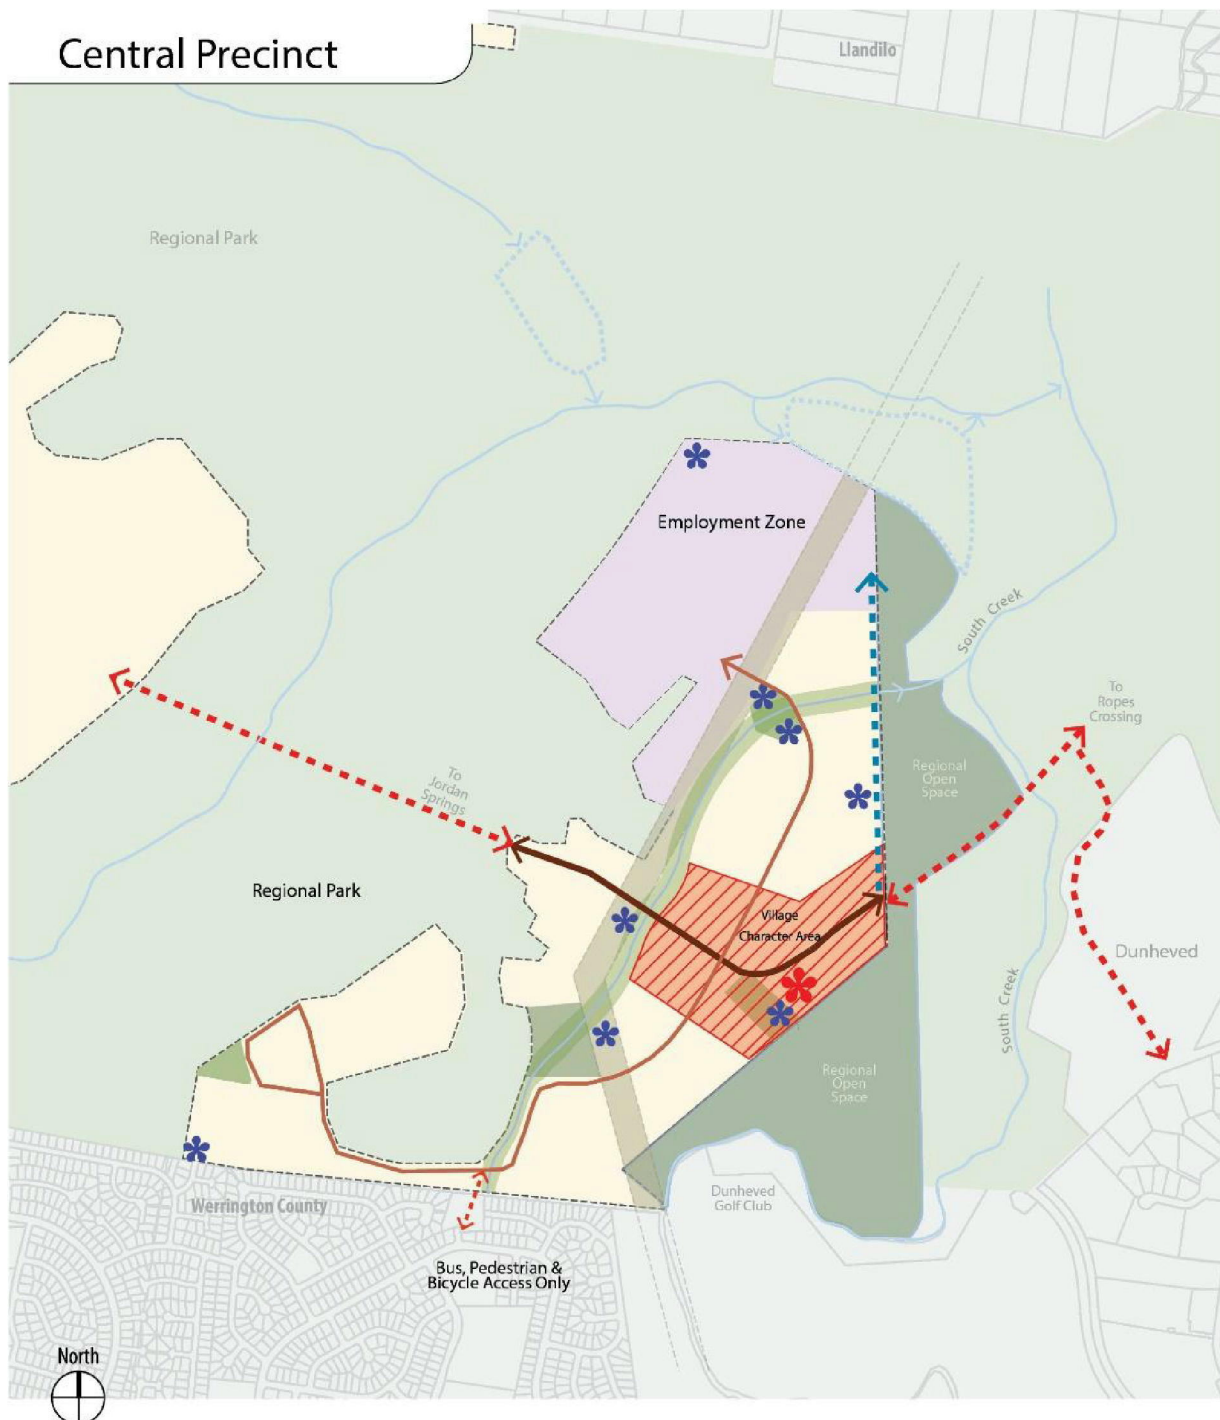 Central Precinct
Llandilo
Regional Park
Employment Zone
South Creek
To
Ropes
Crossing
Regional
Open
Space
To
Jordan
Springs
Regional Park
Village
Character Area
Dunheved
South Creek
Regional
Open
Space
Dunheved
Golf Club
Werrington County
Bus, Pedestrian &
Bicycle Access Only
North